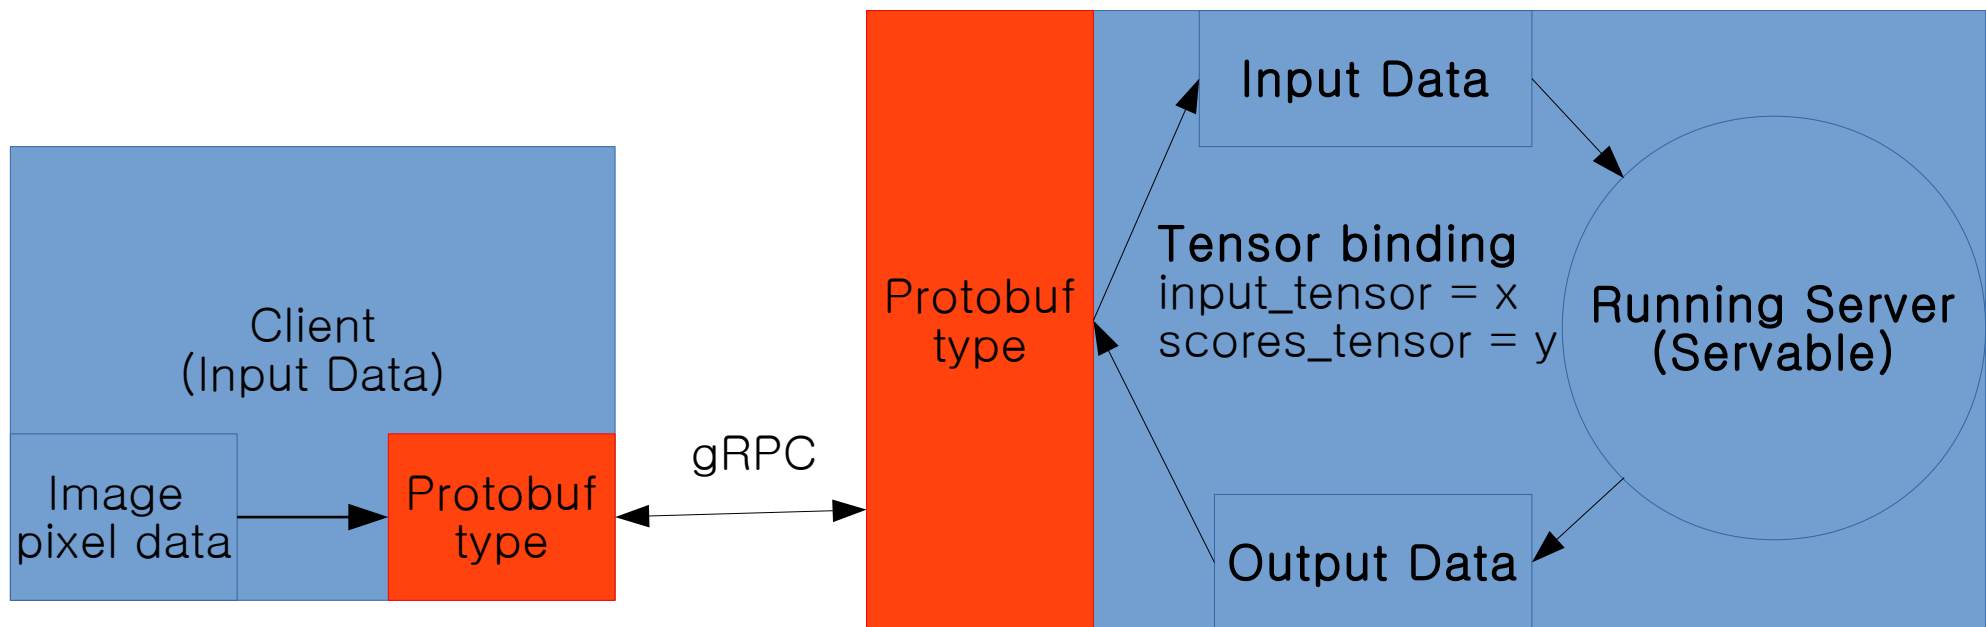 Client
(Input Data)
Image
pixel data
Protobuf
type
gRPC
Protobuf
type
Input Data
Tensor binding
input_tensor = x
scores_tensor = y
Running Server
(Servable)
Output Data